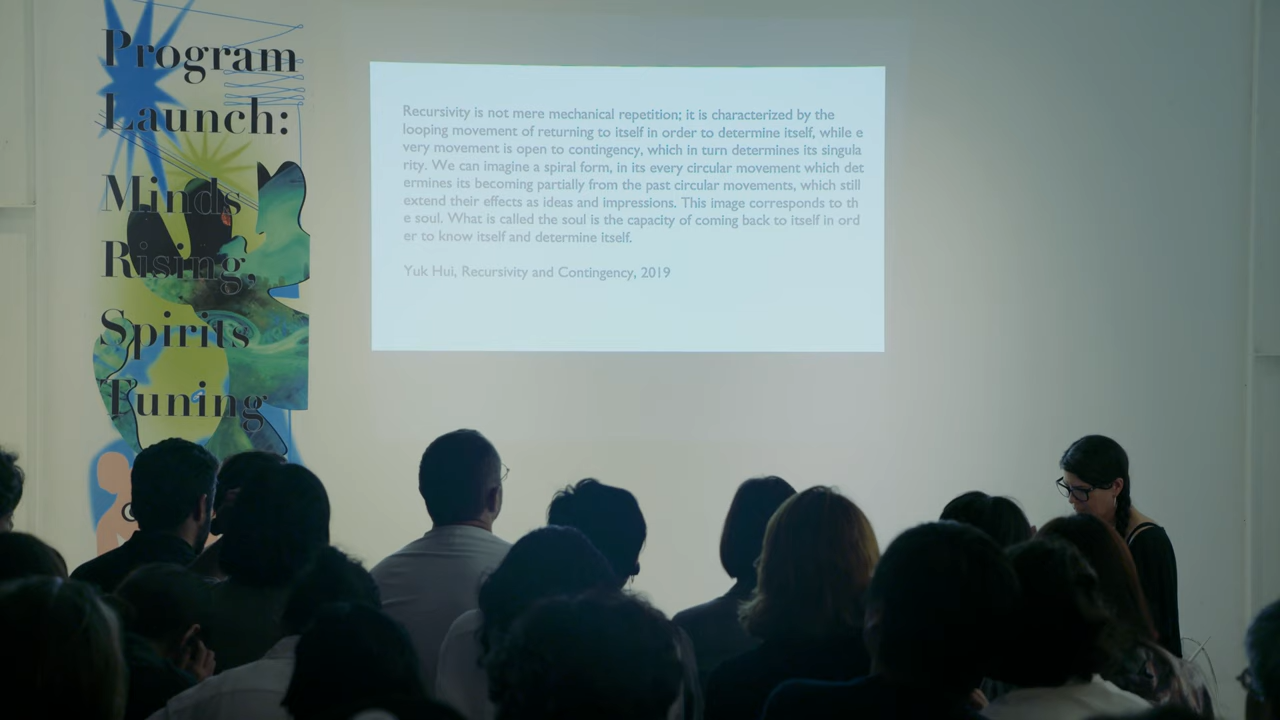 Program
Launch:
Minds
Rising,
Spirits
Tuning
Recursivity is not mere mechanical repetition; it is characterized by the
looping movement of returning to itself in order to determine itself, while e
very movement is open to contingency, which in turn determines its singula
rity. We can imagine a spiral form, in its every circular movement which det
ermines its becoming partially from the past circular movements, which still
extend their effects as ideas and impressions. This image corresponds to th
e soul. What is called the soul is the capacity of coming back to itself in ord
er to know itself and determine itself.
Yuk Hui, Recursivity and Contingency, 2019